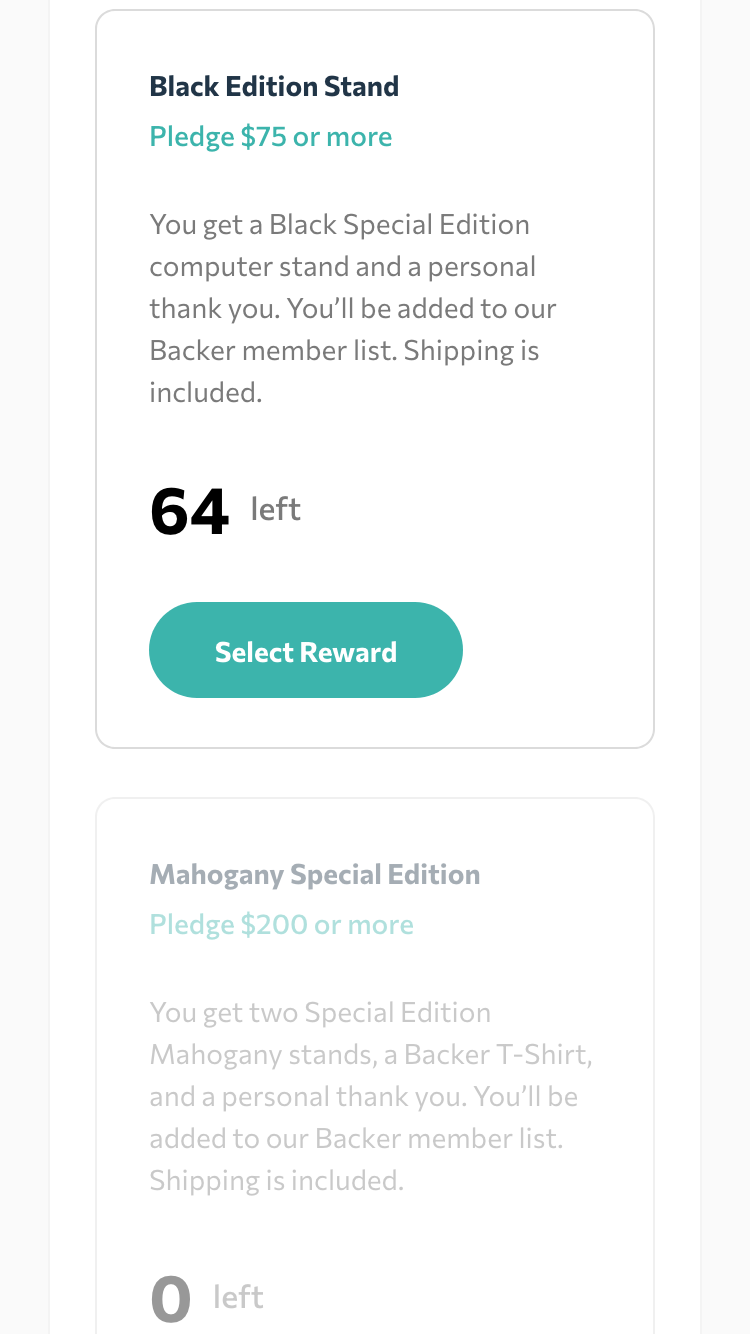 Black Edition Stand
Pledge $75 or more
You get a Black Special Edition
computer stand and a personal
thank you. You’ll be added to our
Backer member list. Shipping is
included.
64 left
Select Reward
Mahogany Special Edition
Pledge $200 or more
You get two Special Edition
Mahogany stands, a Backer T-Shirt,
and a personal thank you. You’ll be
added to our Backer member list.
Shipping is included.
0 left